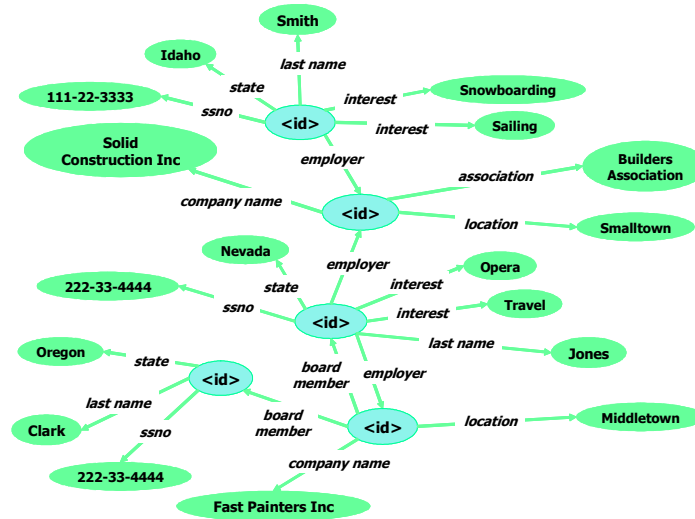 Smith
Idaho
last name
state
Snowboarding
111-22-3333
interest
ssno
<id>
interest
Sailing
Solid
Construction Inc
employer
Builders
Association
association
company name
<id>
location
Smalltown
Nevada
employer
Opera
state
interest
222-33-4444
ssno
<id>
interest
Travel
last name
Jones
Oregon
state
<id>
board
member
employer
last name
board
member
<id>
location
Middletown
Clark
ssno
company name
222-33-4444
Fast Painters Inc